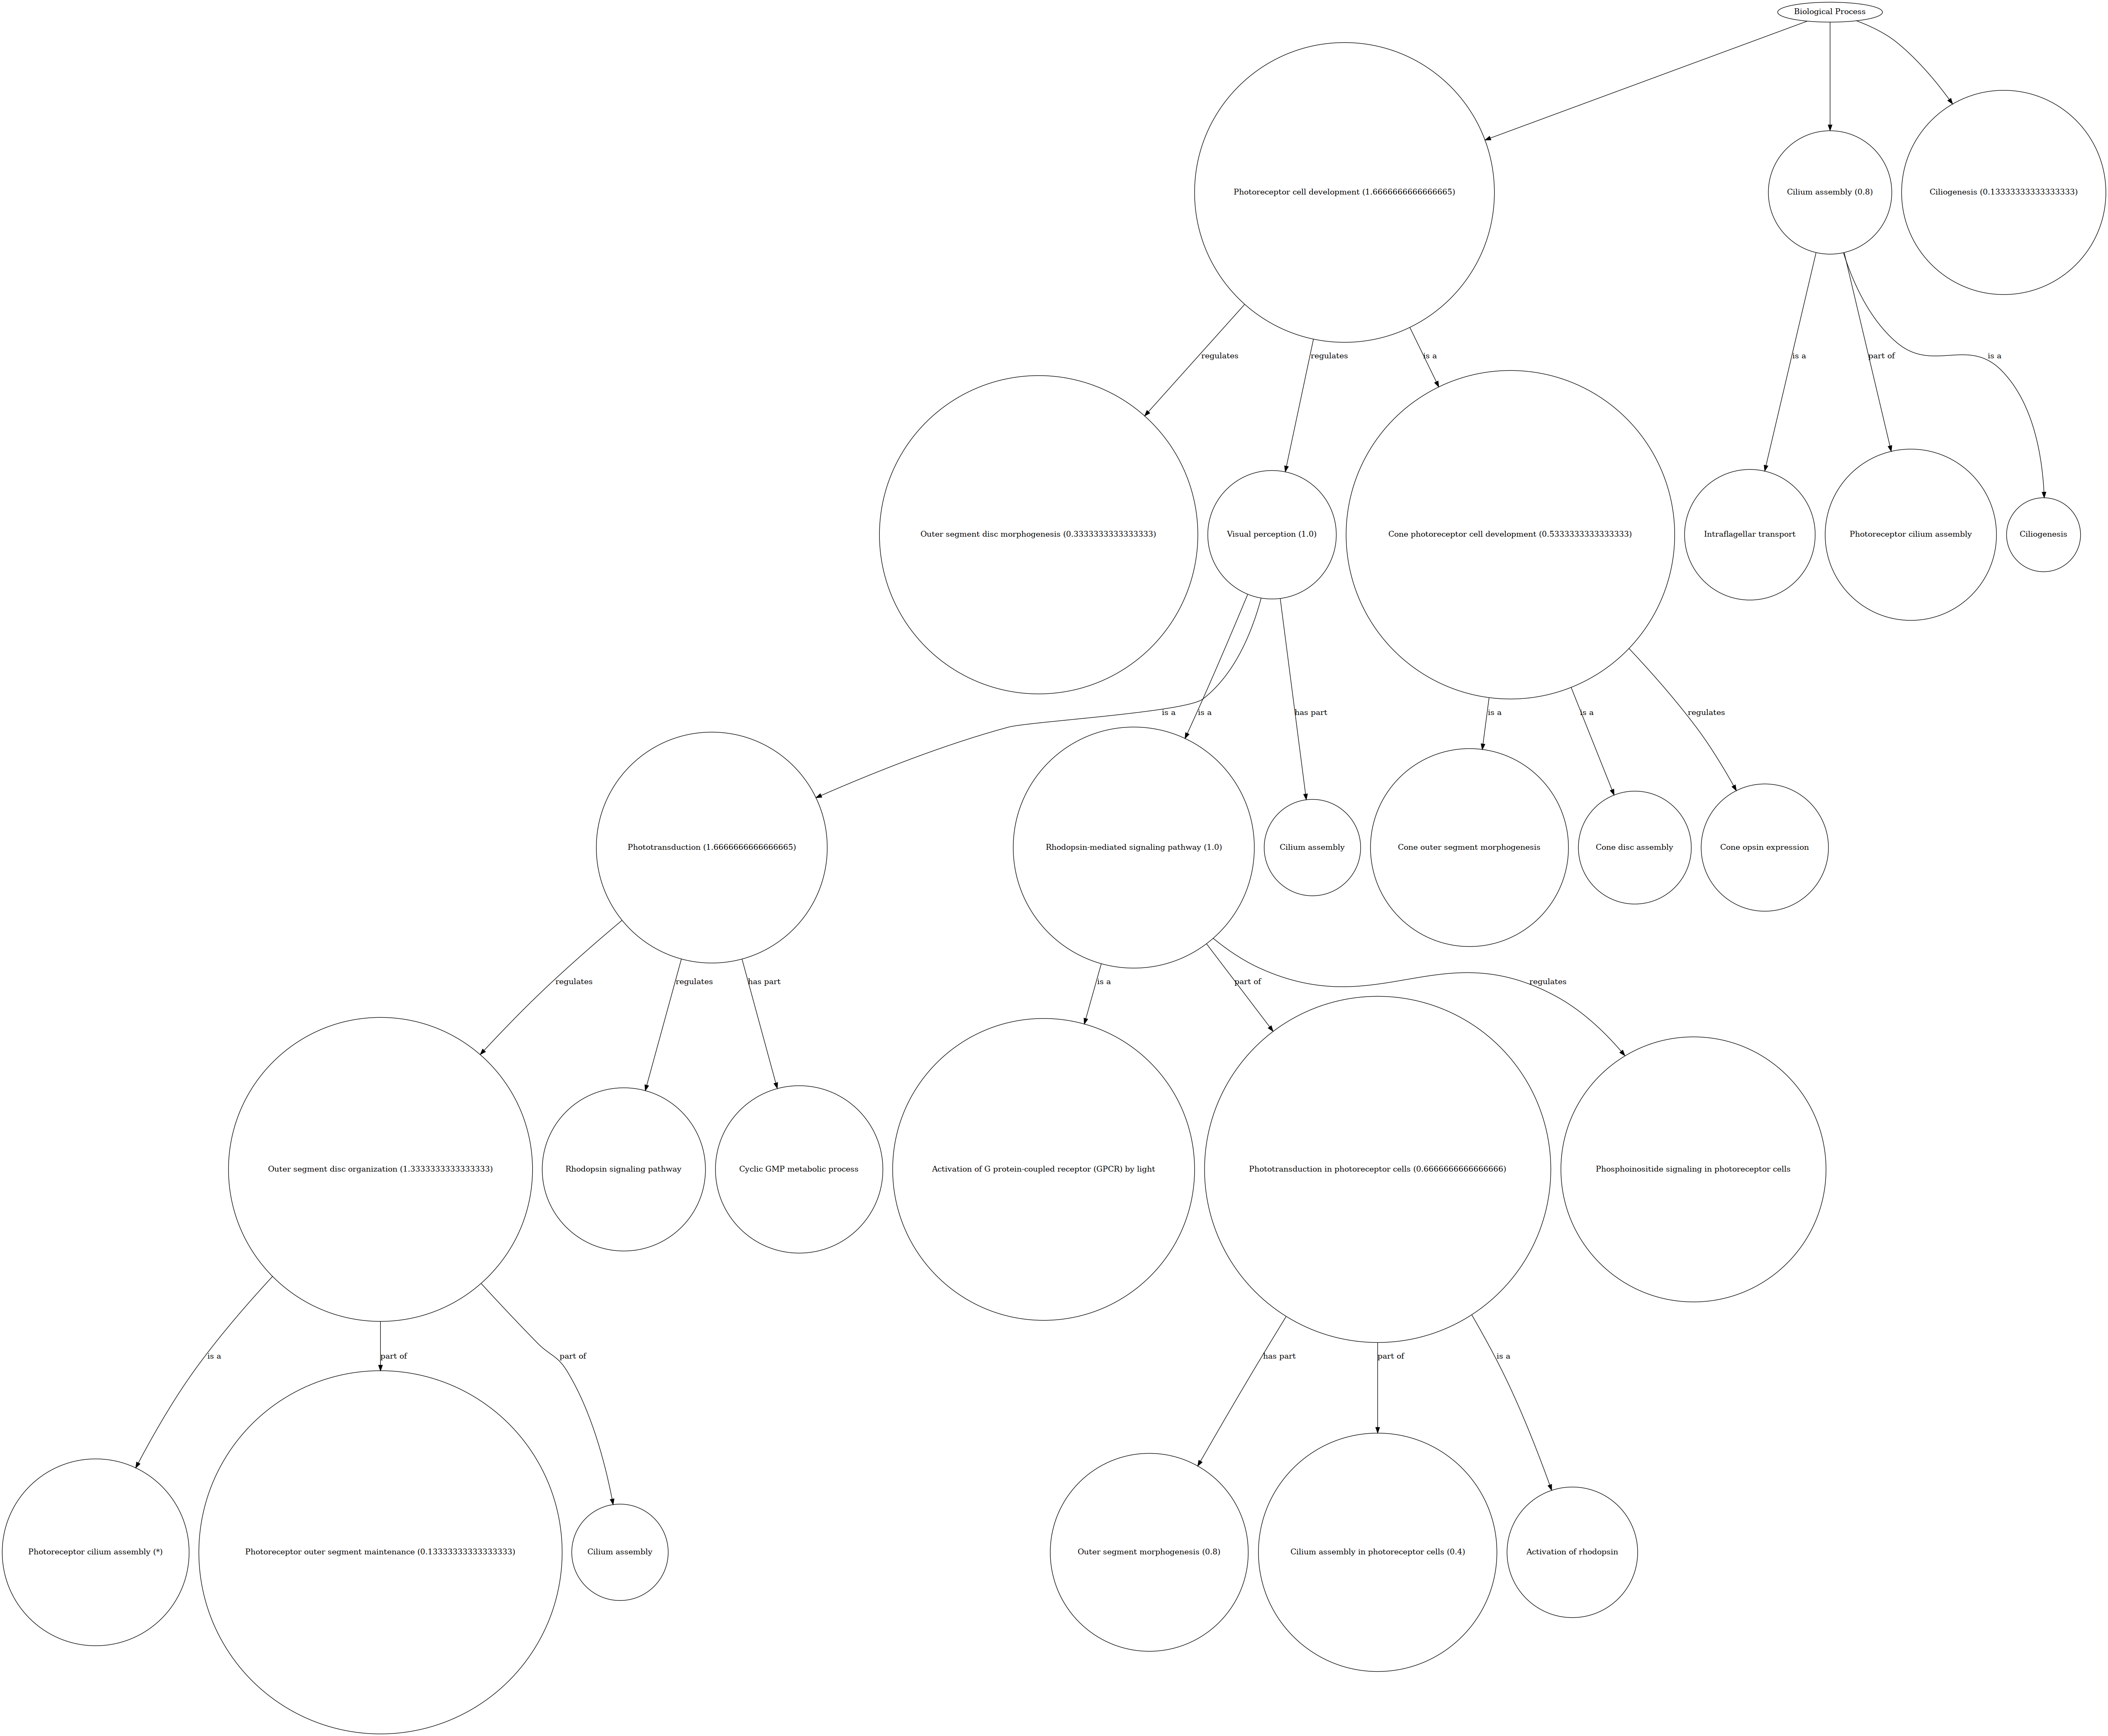 Biological Process
Photoreceptor cell development (1.6666666666666665)
Cilium assembly (0.8)
Ciliogenesis (0.13333333333333333)
regulates
regulates
is a
is a
part of
is a
Outer segment disc morphogenesis (0.3333333333333333)
Visual perception (1.0)
Cone photoreceptor cell development (0.5333333333333333)
Intraflagellar transport
Photoreceptor cilium assembly
Ciliogenesis
is a
is a
has part
is a
is a
regulates
Phototransduction (1.6666666666666665)
Rhodopsin-mediated signaling pathway (1.0)
Cilium assembly
Cone outer segment morphogenesis
Cone disc assembly
Cone opsin expression
regulates
regulates
has part
is a
part of
regulates
Outer segment disc organization (1.3333333333333333)
Rhodopsin signaling pathway
Cyclic GMP metabolic process
Activation of G protein-coupled receptor (GPCR) by light
Phototransduction in photoreceptor cells (0.6666666666666666)
Phosphoinositide signaling in photoreceptor cells
is a
part of
part of
has part
part of
is a
Photoreceptor cilium assembly (*)
Photoreceptor outer segment maintenance (0.13333333333333333)
Cilium assembly
Outer segment morphogenesis (0.8)
Cilium assembly in photoreceptor cells (0.4)
Activation of rhodopsin